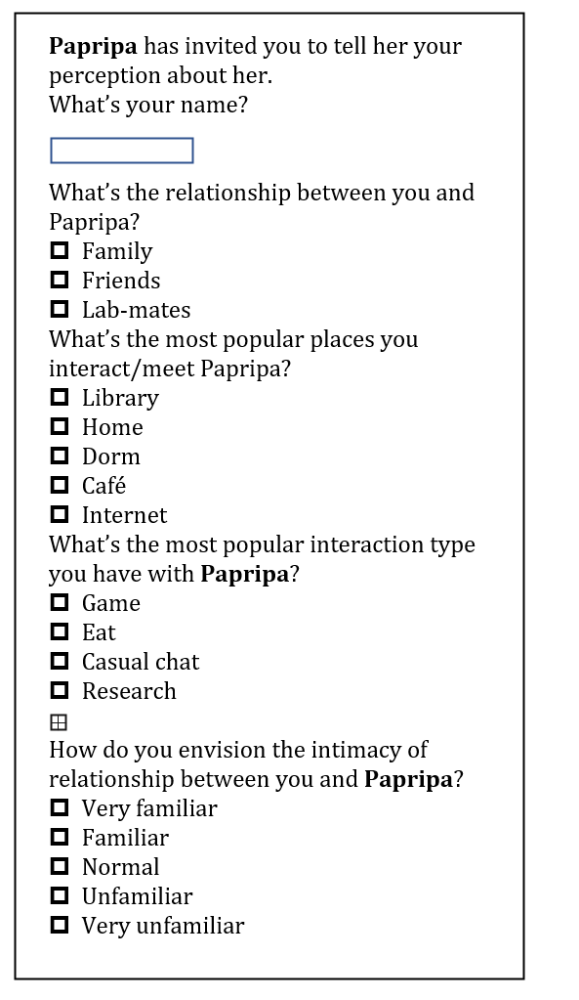 Papripa has invited you to tell her your
perception about her.
What’s your name?
What’s the relationship between you and
Papripa?
Family
Friends
Lab-mates
What’s the most popular places you
interact/meet Papripa?
Library
Home
Dorm
Café
Internet
What’s the most popular interaction type
you have with Papripa?
Game
Eat
Casual chat
Research
How do you envision the intimacy of
relationship between you and Papripa?
Very familiar
Familiar
Normal
Unfamiliar
Very unfamiliar